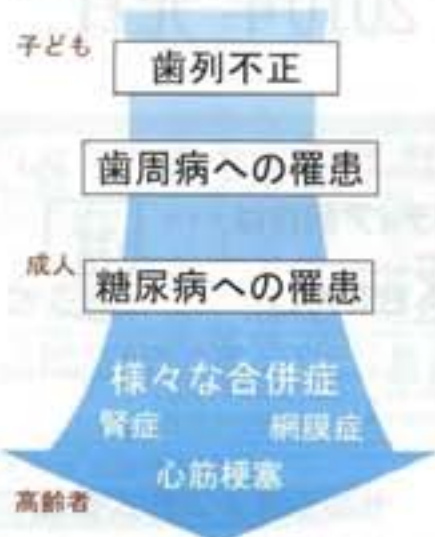 子ども
歯列不正
歯周病への罹患
成人
糖尿病への罹患
様々な合併症
腎症 網膜症
心筋梗塞
高齢者